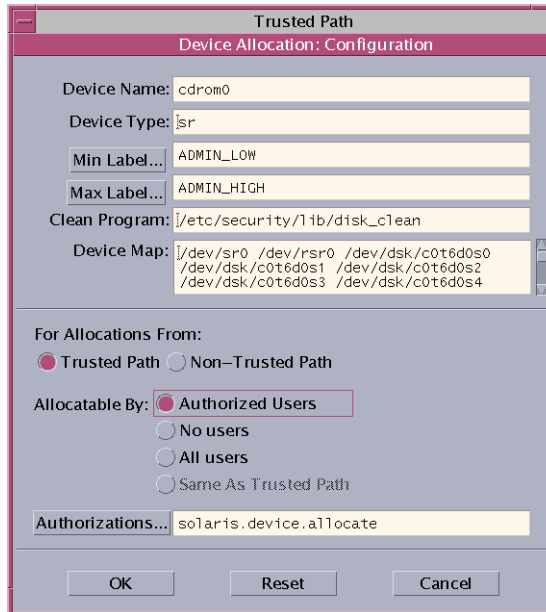 Trusted Path
Device Allocation: Configuration
Device Name: cdrom0
Device Type: sr
Min Label... ADMIN_LOW
Max Label... ADMIN_HIGH
Clean Program: /etc/security/lib/disk_clean
Device Map: /dev/sr0 /dev/rsr0 /dev/dsk/c0t6d0s0
/dev/dsk/c0t6d0s1 /dev/dsk/c0t6d0s2
/dev/dsk/c0t6d0s3 /dev/dsk/c0t6d0s4
For Allocations From:
Trusted Path Non-Trusted Path
Allocatable By: Authorized Users
No users
All users
Same As Trusted Path
Authorizations... solaris.device.allocate
OK Reset Cancel